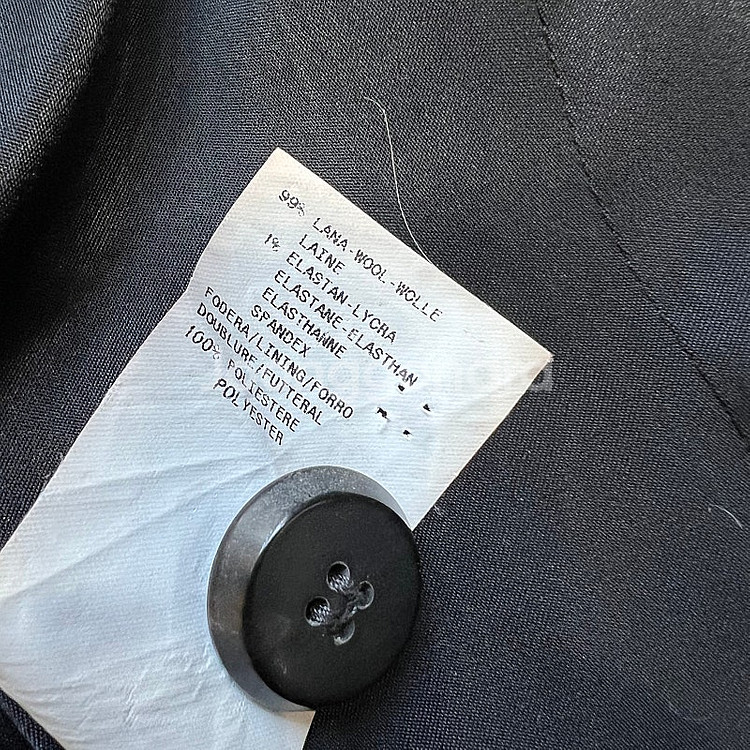 99% LANA-WOOL-WOLLE
LAINE
1% ELASTAN-LYCRA
ELASTANE-ELASTHAN
ELASTHANNE
SPANDEX
FODERA/LINING/FORRO
DOUBLURE/FUTTERAL
100% POLIESTERE
POLYESTER